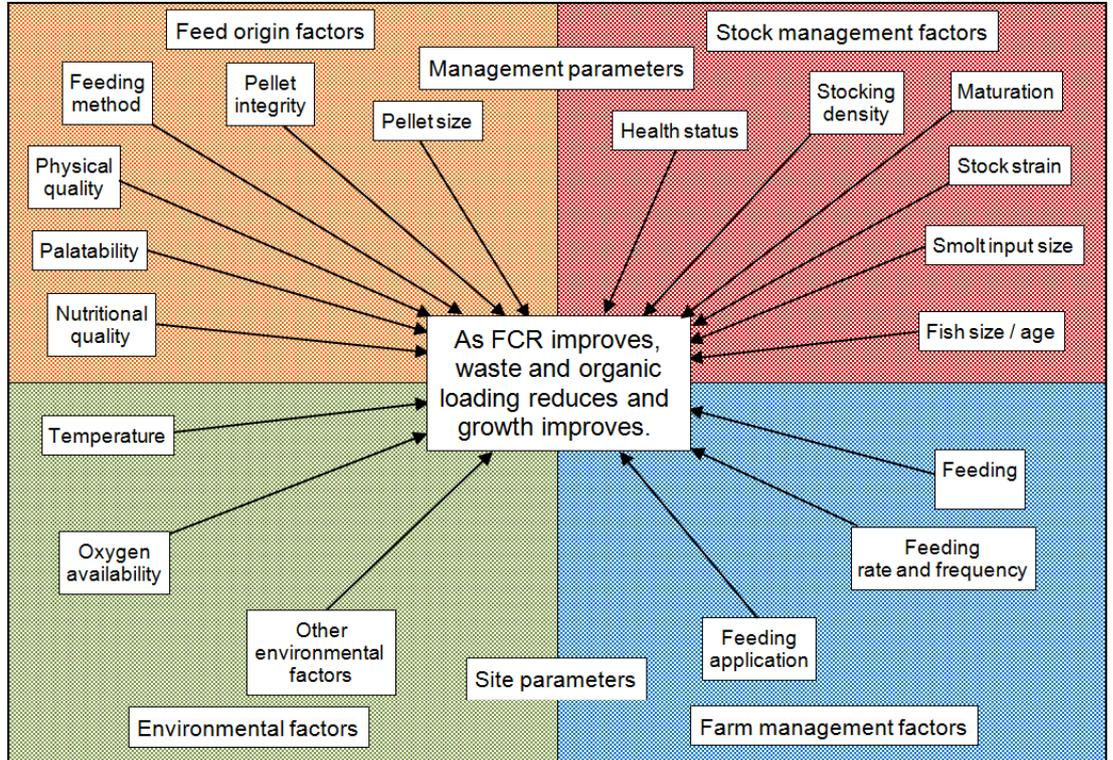 Feed origin factors
Stock management factors
Management parameters
Feeding
method
Pellet
integrity
Pellet size
Health status
Stocking
density
Maturation
Physical
quality
Stock strain
Palatability
Smolt input size
Nutritional
quality
Fish size / age
As FCR improves,
waste and organic
loading reduces and
growth improves.
Temperature
Feeding
Oxygen
availability
Feeding
rate and frequency
Other
environmental
factors
Feeding
application
Site parameters
Environmental factors
Farm management factors